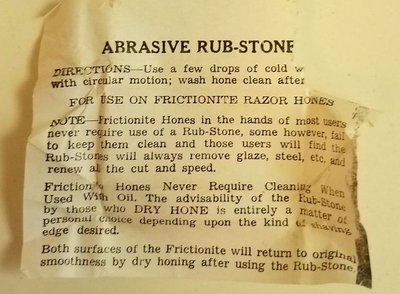 ABRASIVE RUB-STONE
DIRECTIONS—Use a few drops of cold w
with circular motion; wash hone clean after
FOR USE ON FRICTIONITE RAZOR HONES
NOTE—Frictionite Hones in the hands of most users
never require use of a Rub-Stone, some however, fail
to keep them clean and those users will find the
Rub-Stones will always remove glaze, steel, etc. and
renew all the cut and speed.
Frictionite Hones Never Require Cleaning When
Used With Oil. The advisability of the Rub-Stone
by those who DRY HONE is entirely a matter of
personal choice depending upon the kind of shaving
edge desired.
Both surfaces of the Frictionite will return to original
smoothness by dry honing after using the Rub-Stone